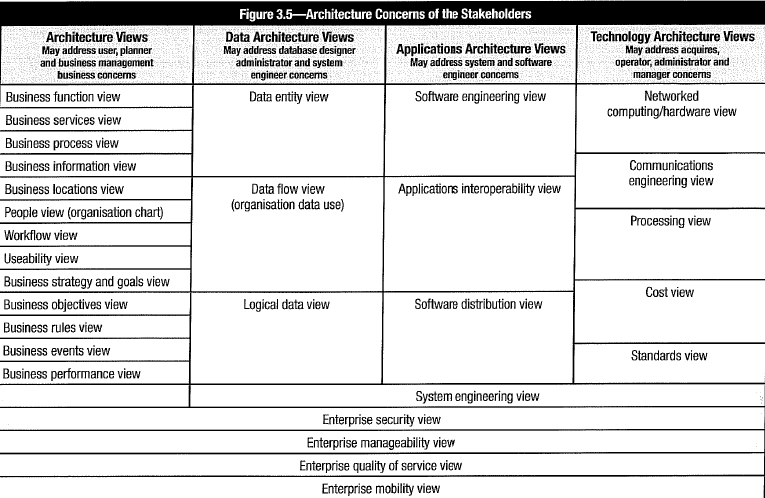 Figure 3.5—Architecture Concerns of the Stakeholders
Architecture Views
May address user, planner
and business management
business concerns
Data Architecture Views
May address database designer
administrator and system
engineer concerns
Applications Architecture Views
May address system and software
engineer concerns
Technology Architecture Views
May address acquires,
operator, administrator and
manager concerns
Business function view
Business services view
Business process view
Business information view
Business locations view
People view (organisation chart)
Workflow view
Useability view
Business strategy and goals view
Business objectives view
Business rules view
Business events view
Business performance view
Data entity view
Data flow view
(organisation data use)
Logical data view
Software engineering view
Applications interoperability view
Software distribution view
Networked
computing/hardware view
Communications
engineering view
Processing view
Cost view
Standards view
System engineering view
Enterprise security view
Enterprise manageability view
Enterprise quality of service view
Enterprise mobility view